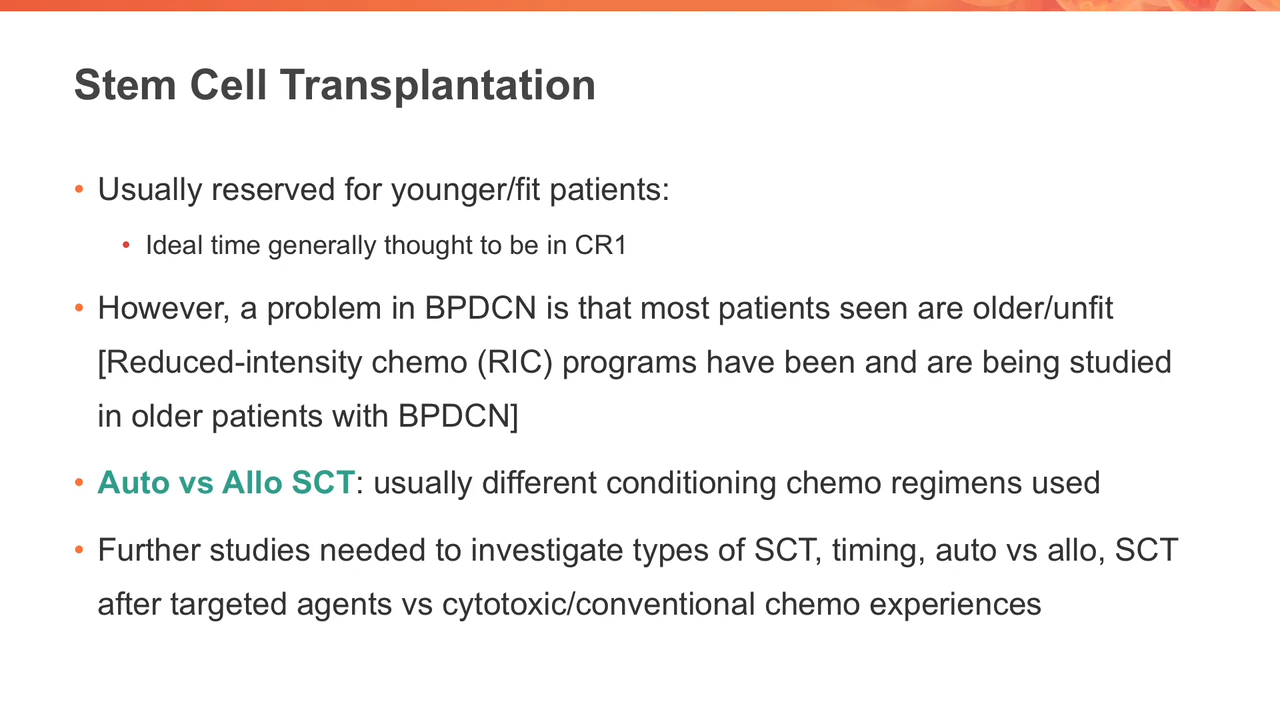 Stem Cell Transplantation
• Usually reserved for younger/fit patients:
• Ideal time generally thought to be in CR1
• However, a problem in BPDCN is that most patients seen are older/unfit
[Reduced-intensity chemo (RIC) programs have been and are being studied
in older patients with BPDCN]
• Auto vs Allo SCT: usually different conditioning chemo regimens used
• Further studies needed to investigate types of SCT, timing, auto vs allo, SCT
after targeted agents vs cytotoxic/conventional chemo experiences